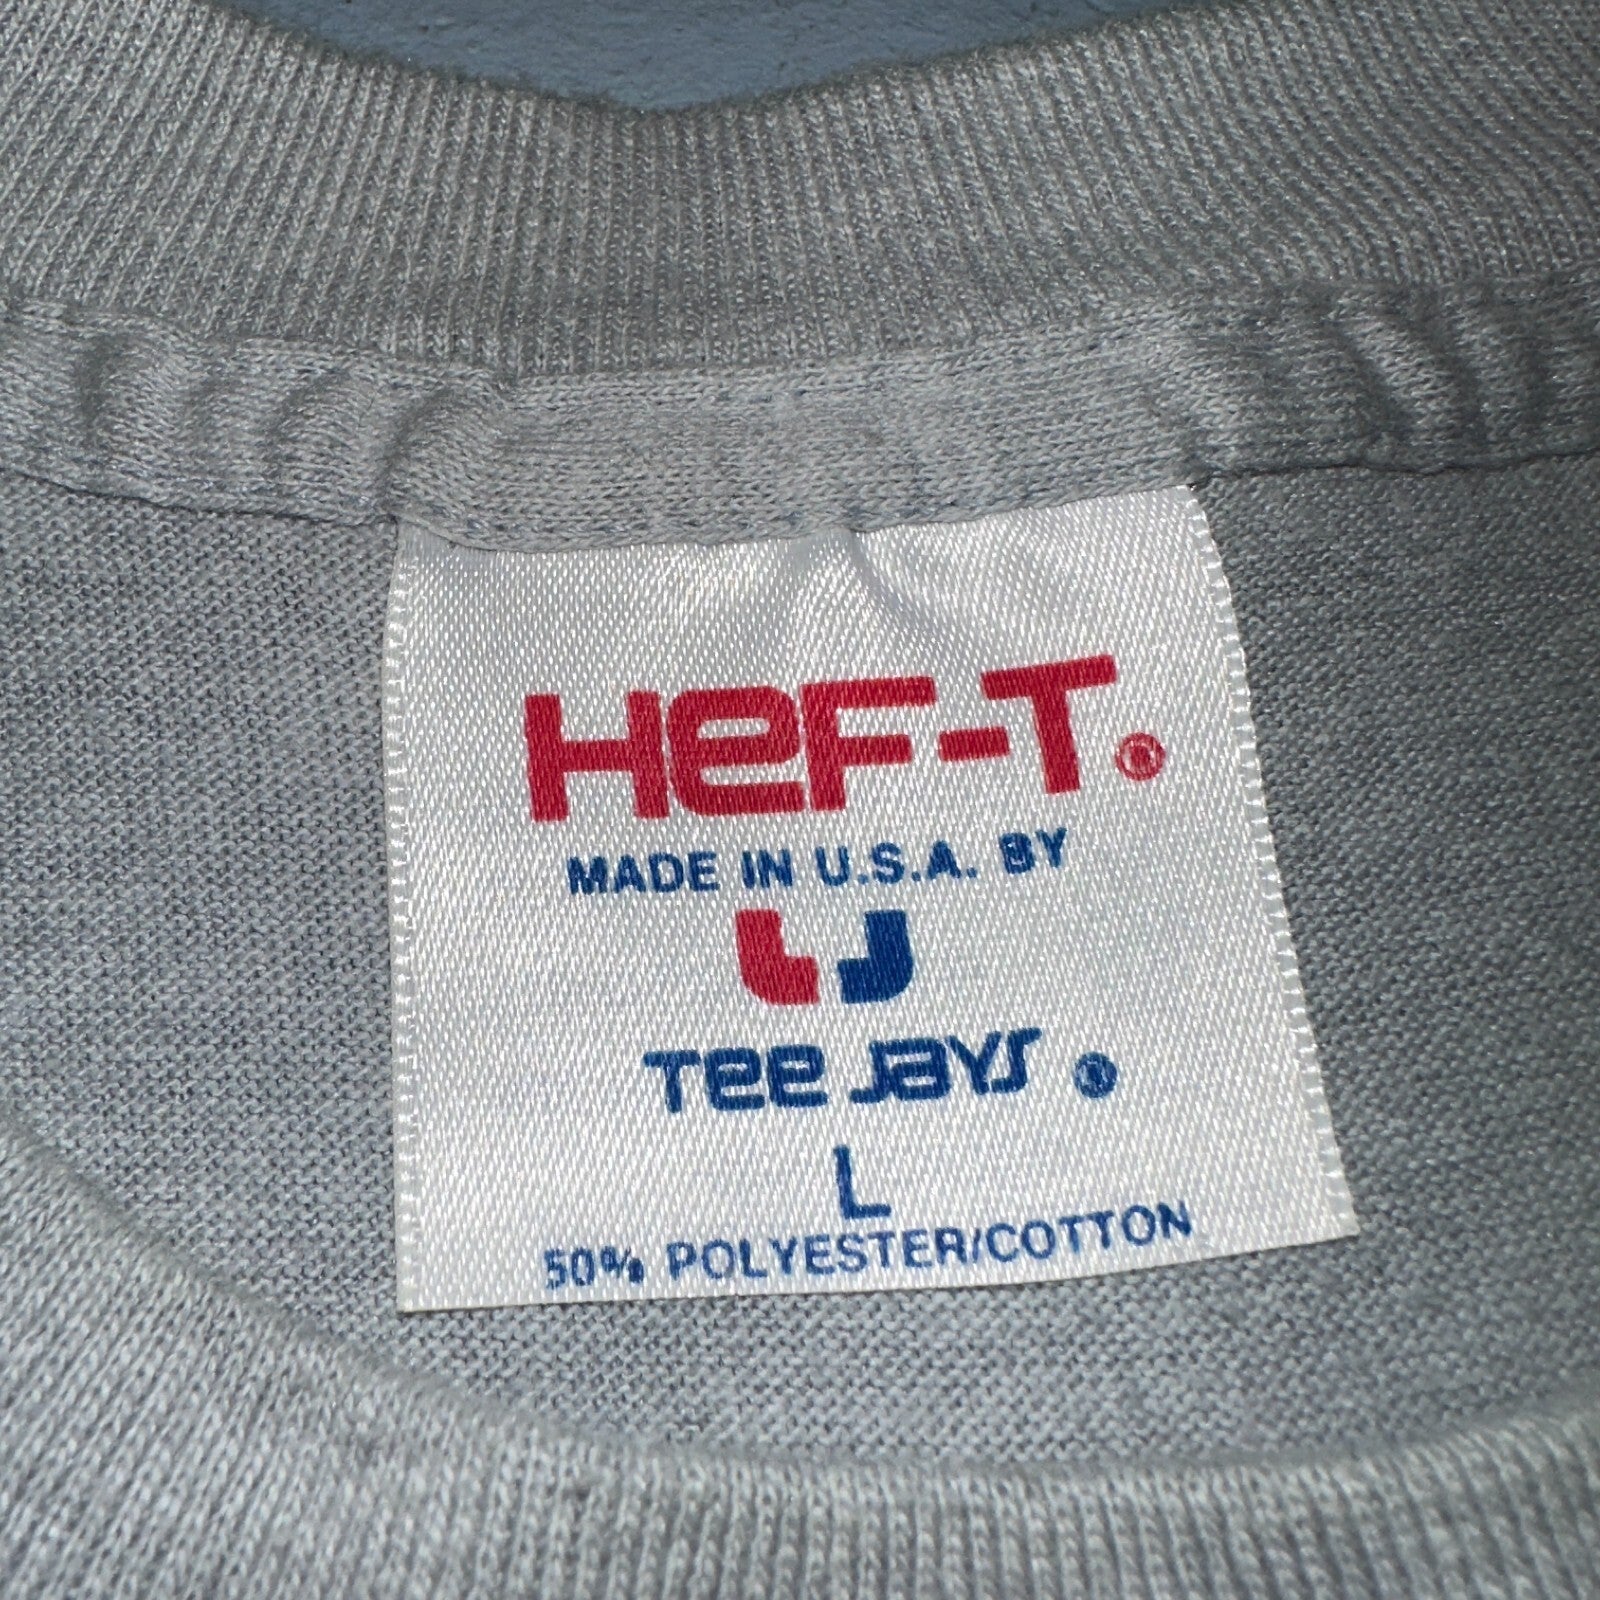 HeF-T®
MADE IN U.S.A. BY
Tee Jays ®
L
50% POLYESTER/COTTON